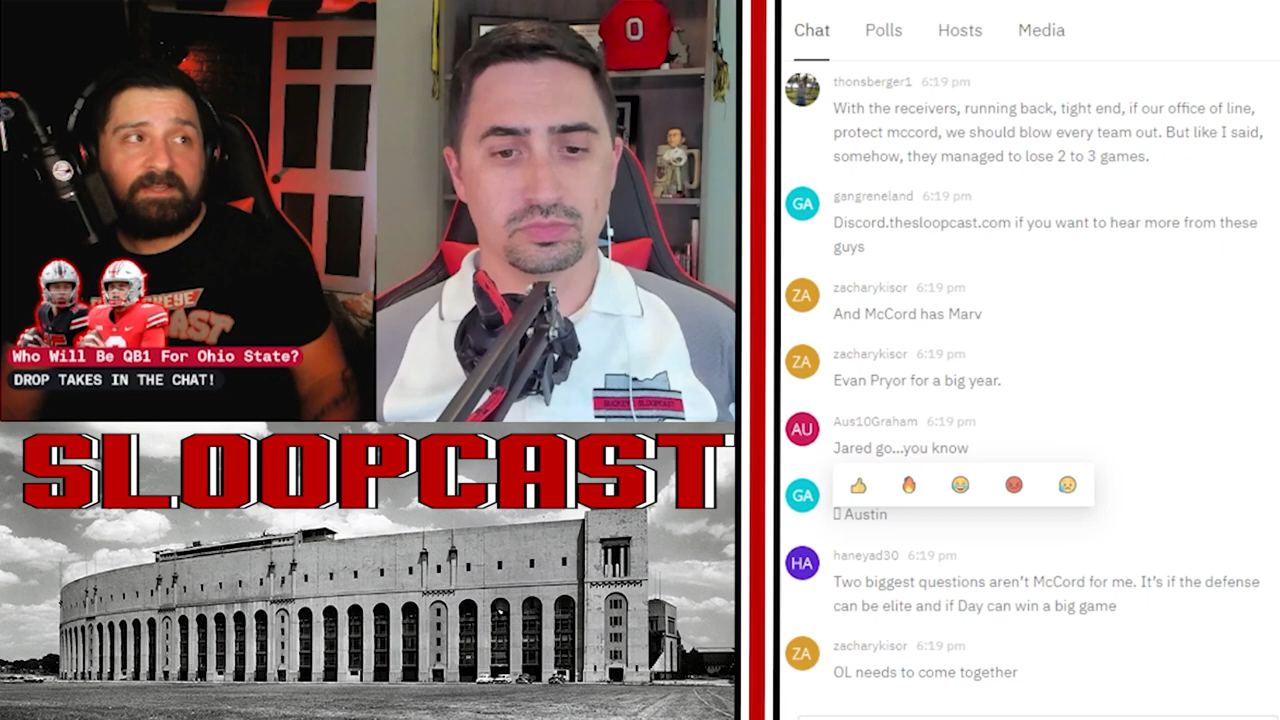 O
Who Will Be QB1 For Ohio State?
DROP TAKES IN THE CHAT!
BUCKEYE SLOOPCAST
SLOOPCAST
Chat Polls Hosts Media
thonsberger1 6:19 pm
With the receivers, running back, tight end, if our office of line,
protect mccord, we should blow every team out. But like I said,
somehow, they managed to lose 2 to 3 games.
GA
gangreneland 6:19 pm
Discord.thesloopcast.com if you want to hear more from these
guys
ZA
zacharykisor 6:19 pm
And McCord has Marv
ZA
zacharykisor 6:19 pm
Evan Pryor for a big year.
AU
Aus10Graham 6:19 pm
Jared go...you know
GA
Austin
HA
haneyad30 6:19 pm
Two biggest questions aren't McCord for me. It's if the defense
can be elite and if Day can win a big game
ZA
zacharykisor 6:19 pm
OL needs to come together